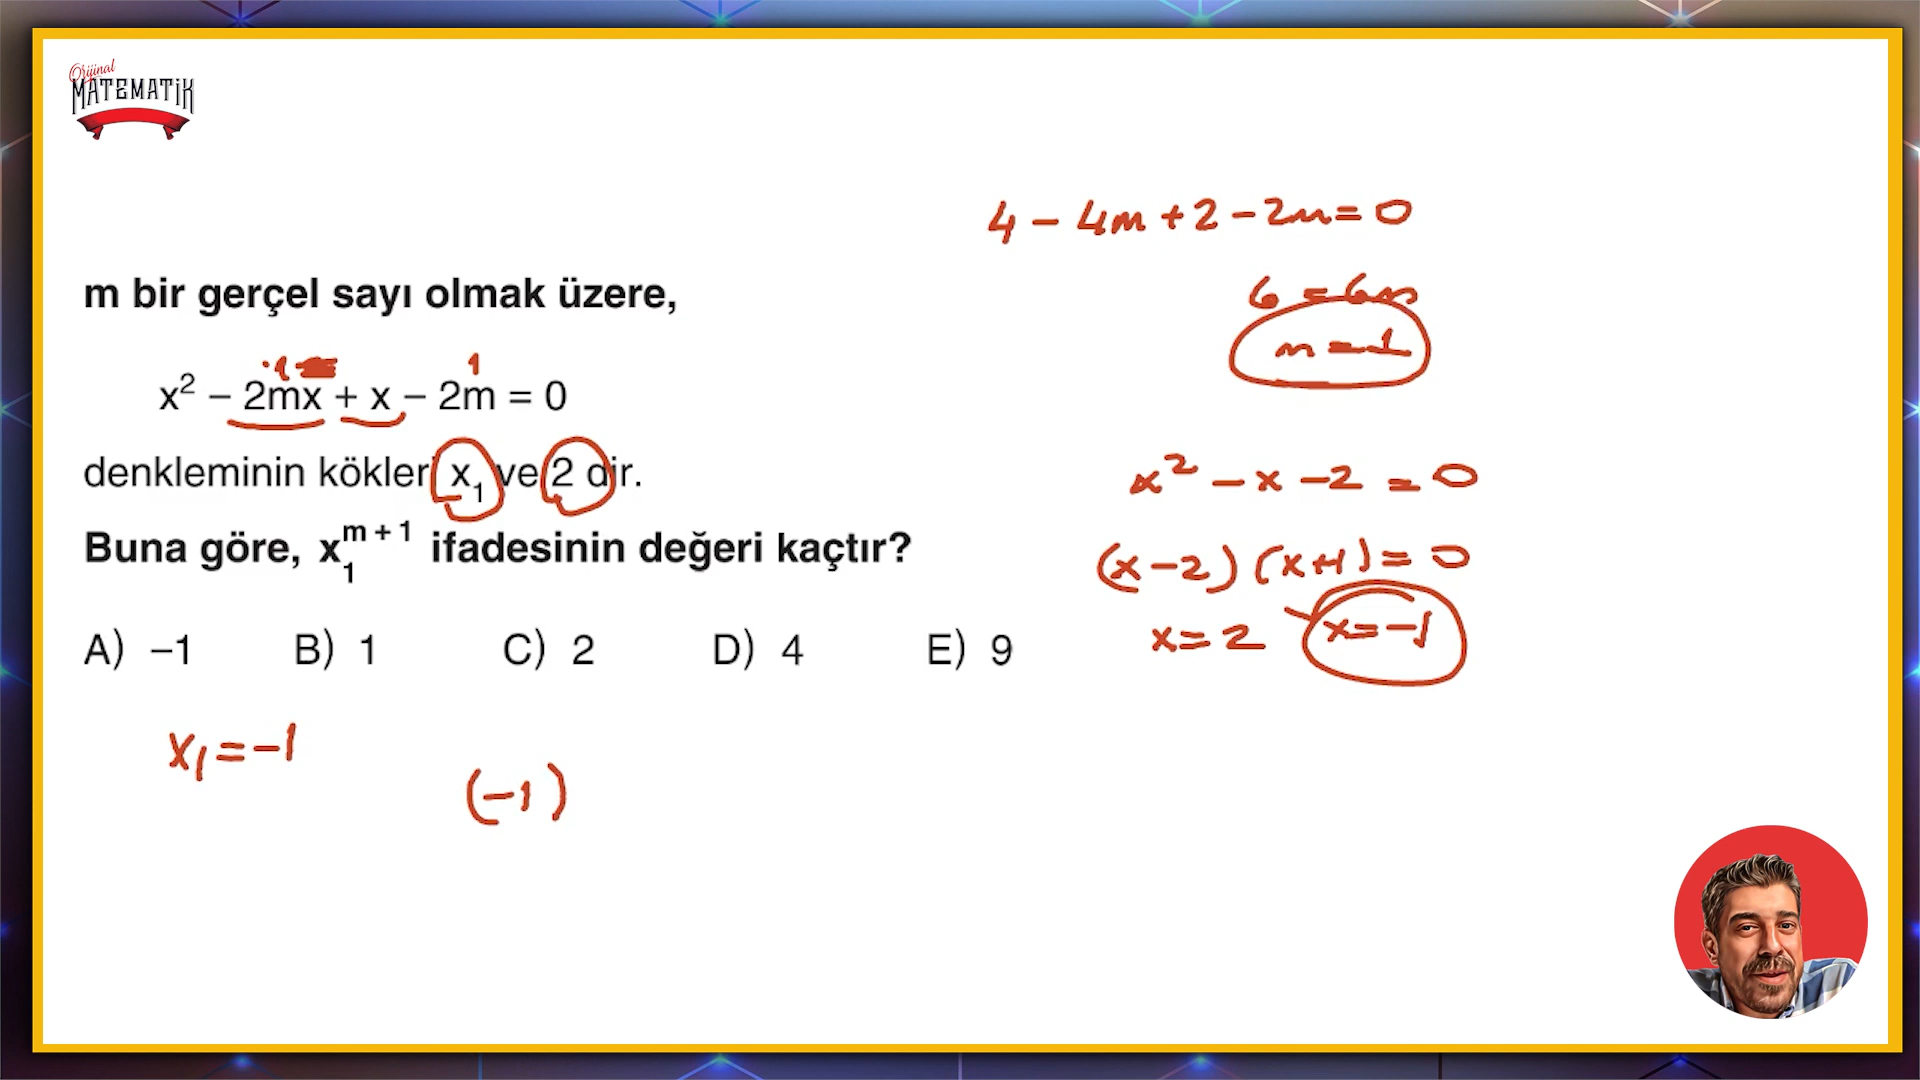 Orijinal
MATEMATİK
m bir gerçel sayı olmak üzere,
·1
1
x² – 2mx + x – 2m = 0
denkleminin kökleri x₁ ve 2 dir.
Buna göre, x₁^(m + 1) ifadesinin değeri kaçtır?
A) –1 B) 1 C) 2 D) 4 E) 9
x₁ = –1
(–1)
4 – 4m + 2 – 2m = 0
6 = 6m
m = 1
x² – x – 2 = 0
(x – 2) (x + 1) = 0
x = 2 x = –1